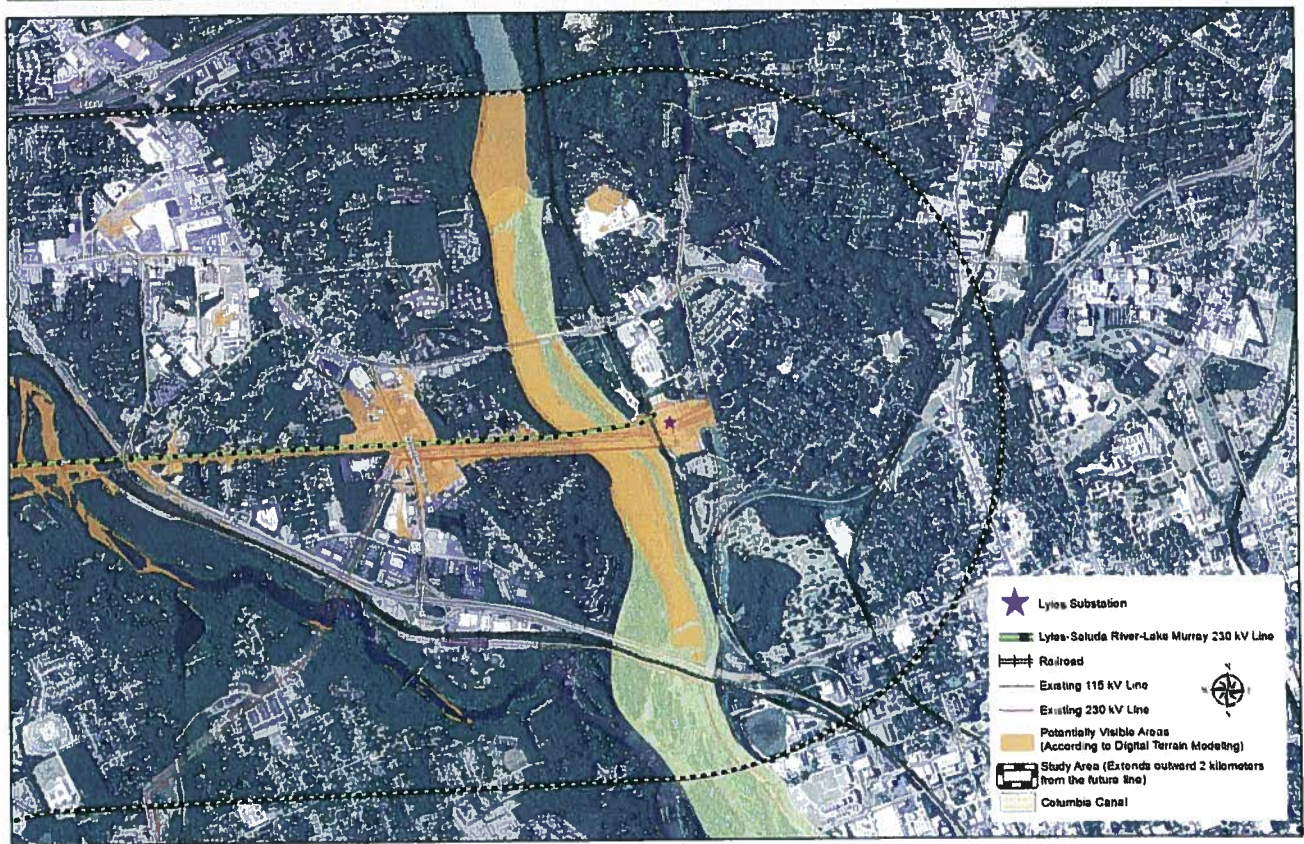 Lyles Substation
Lyles-Saluda River-Lake Murray 230 kV Line
Railroad
Existing 115 kV Line
Existing 230 kV Line
Potentially Visible Areas
(According to Digital Terrain Modeling)
Study Area (Extends outward 2 kilometers
from the future line)
Columbia Canal